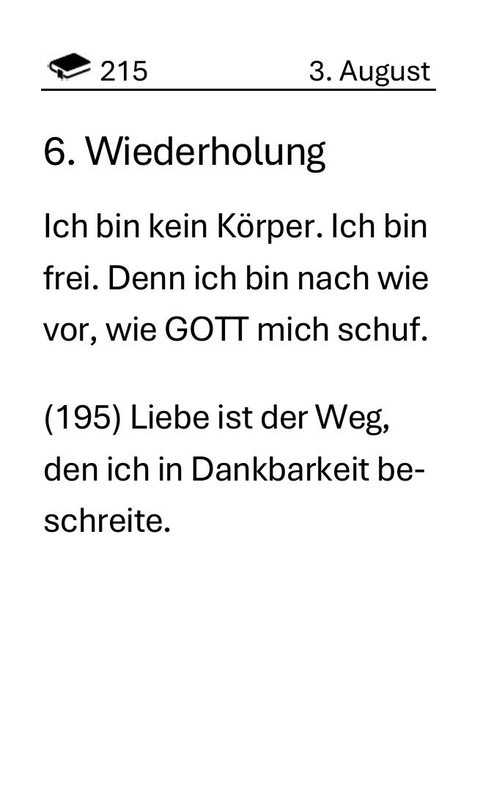 215 3. August
6. Wiederholung
Ich bin kein Körper. Ich bin
frei. Denn ich bin nach wie
vor, wie GOTT mich schuf.
(195) Liebe ist der Weg,
den ich in Dankbarkeit be-
schreite.